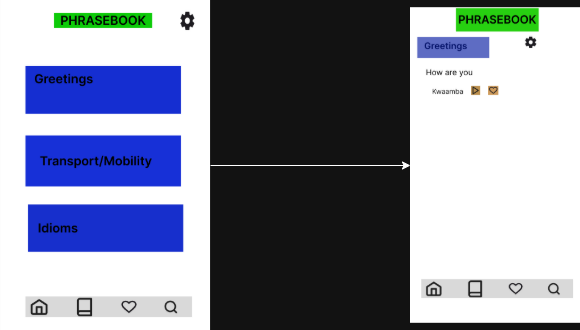 PHRASEBOOK
Greetings
Transport/Mobility
Idioms
PHRASEBOOK
Greetings
How are you
Kwaamba